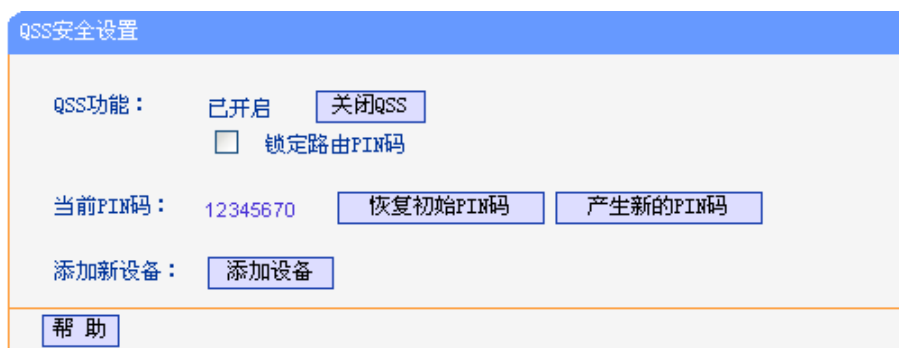 QSS安全设置
QSS功能： 已开启 关闭QSS
锁定路由PIN码
当前PIN码： 12345670 恢复初始PIN码 产生新的PIN码
添加新设备： 添加设备
帮 助